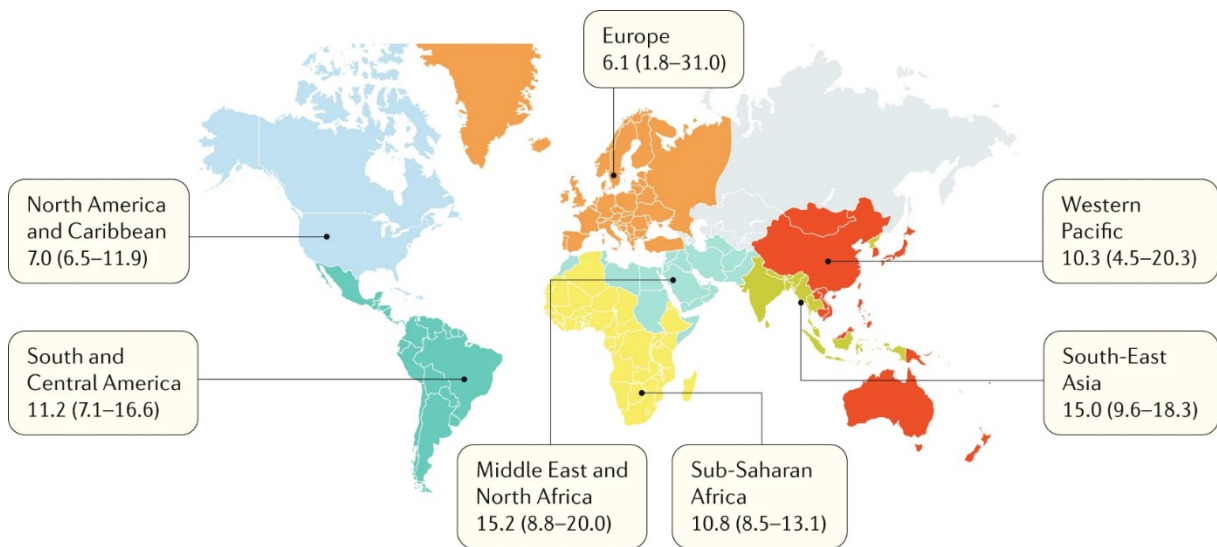 Europe
6.1 (1.8–31.0)
North America
and Caribbean
7.0 (6.5–11.9)
Western
Pacific
10.3 (4.5–20.3)
South and
Central America
11.2 (7.1–16.6)
South-East
Asia
15.0 (9.6–18.3)
Middle East and
North Africa
15.2 (8.8–20.0)
Sub-Saharan
Africa
10.8 (8.5–13.1)